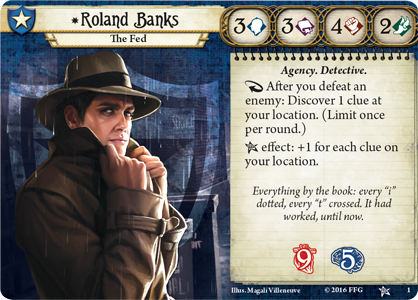 Roland Banks
The Fed
3 3 4 2
Agency. Detective.
After you defeat an
enemy: Discover 1 clue at
your location. (Limit once
per round.)
effect: +1 for each clue on
your location.
Everything by the book: every “i”
dotted, every “t” crossed. It had
worked, until now.
9 5
Illus. Magali Villeneuve © 2016 FFG 1